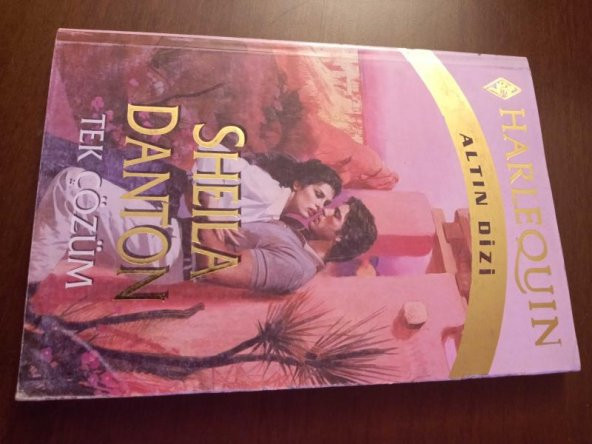 HARLEQUIN
ALTIN DİZİ
SHEILA
DANTON
TEK ÇÖZÜM